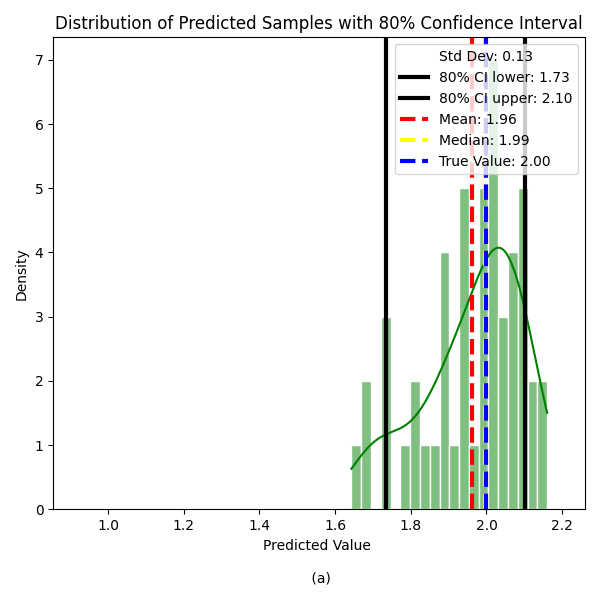 Distribution of Predicted Samples with 80% Confidence Interval
Std Dev: 0.13
80% CI lower: 1.73
80% CI upper: 2.10
Mean: 1.96
Median: 1.99
True Value: 2.00
Density
7
6
5
4
3
2
1
0
1.0 1.2 1.4 1.6 1.8 2.0 2.2
Predicted Value
(a)